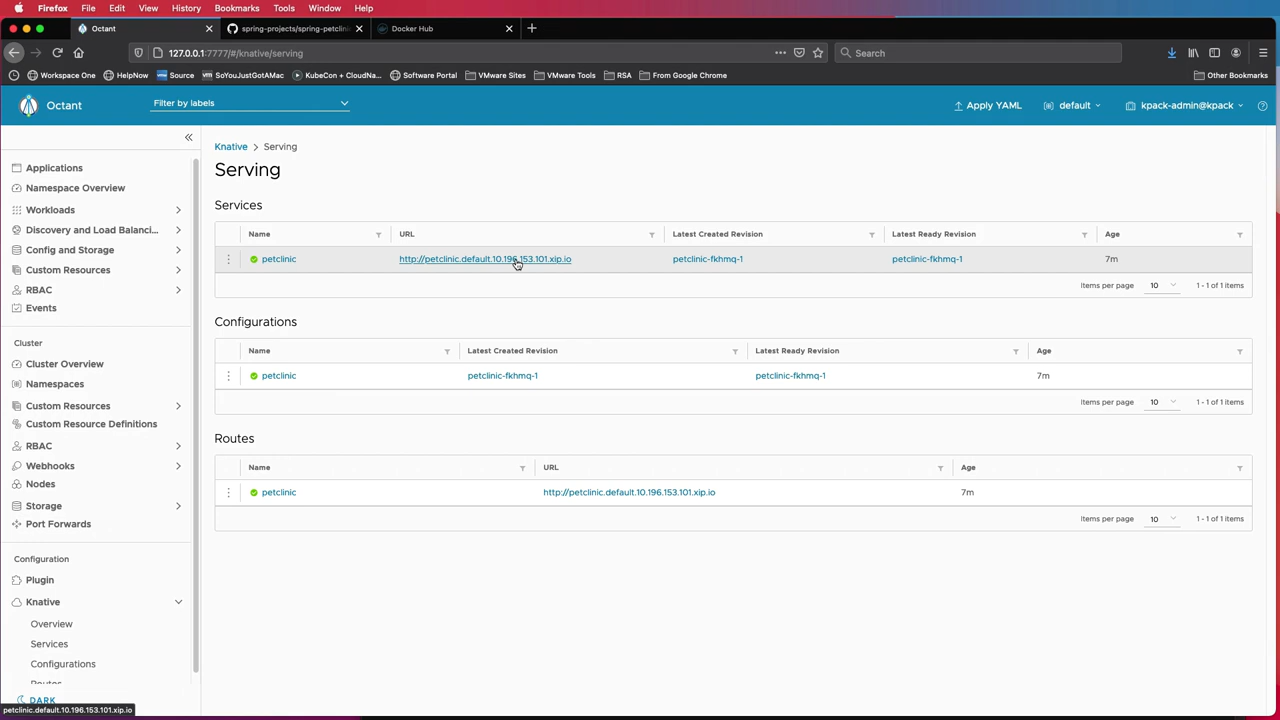 Firefox File Edit View History Bookmarks Tools Window Help
Octant spring-projects/spring-petclini Docker Hub
127.0.0.1:7777/#/knative/serving Search
Workspace One HelpNow Source SoYouJustGotAMac KubeCon + CloudNa... Software Portal VMware Sites VMware Tools RSA From Google Chrome Other Bookmarks
Octant Filter by labels Apply YAML default kpack-admin@kpack
Applications
Namespace Overview
Workloads
Discovery and Load Balanci...
Config and Storage
Custom Resources
RBAC
Events
Cluster
Cluster Overview
Namespaces
Custom Resources
Custom Resource Definitions
RBAC
Webhooks
Nodes
Storage
Port Forwards
Configuration
Plugin
Knative
Overview
Services
Configurations
Routes
DARK
petclinic.default.10.196.153.101.xip.io
Knative > Serving
Serving
Services
Name URL Latest Created Revision Latest Ready Revision Age
petclinic http://petclinic.default.10.196.153.101.xip.io petclinic-fkhmq-1 petclinic-fkhmq-1 7m
Items per page 10 1 - 1 of 1 items
Configurations
Name Latest Created Revision Latest Ready Revision Age
petclinic petclinic-fkhmq-1 petclinic-fkhmq-1 7m
Items per page 10 1 - 1 of 1 items
Routes
Name URL Age
petclinic http://petclinic.default.10.196.153.101.xip.io 7m
Items per page 10 1 - 1 of 1 items